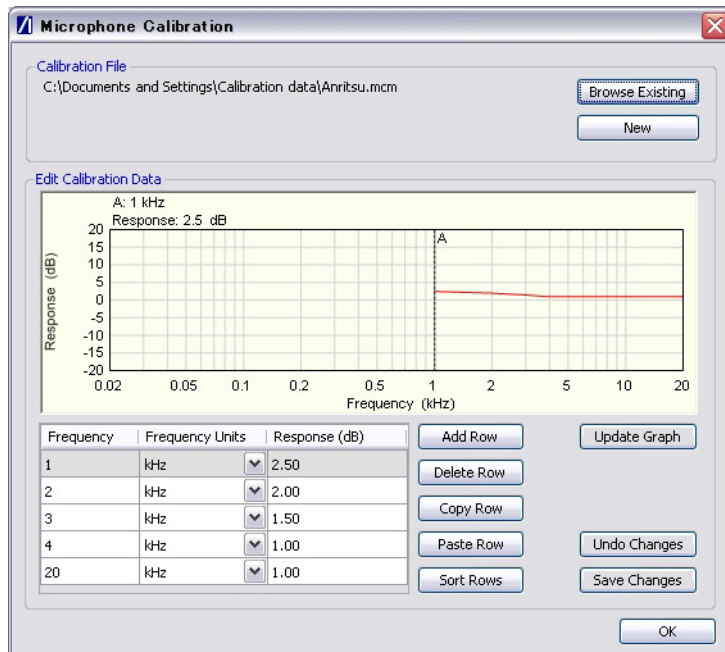 Microphone Calibration
Calibration File
C:\Documents and Settings\Calibration data\Anritsu.mcm
Browse Existing
New
Edit Calibration Data
A: 1 kHz
Response: 2.5 dB
A
Response (dB)
20
15
10
5
0
-5
-10
-15
-20
0.02 0.05 0.1 0.2 0.5 1 2 5 10 20
Frequency (kHz)
Frequency Frequency Units Response (dB)
1 kHz 2.50
2 kHz 2.00
3 kHz 1.50
4 kHz 1.00
20 kHz 1.00
Add Row
Delete Row
Copy Row
Paste Row
Sort Rows
Update Graph
Undo Changes
Save Changes
OK